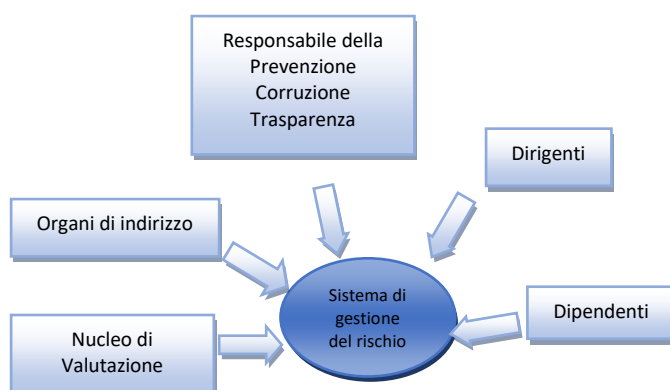 Responsabile della
Prevenzione
Corruzione
Trasparenza
Dirigenti
Organi di indirizzo
Sistema di
gestione
del rischio
Dipendenti
Nucleo di
Valutazione